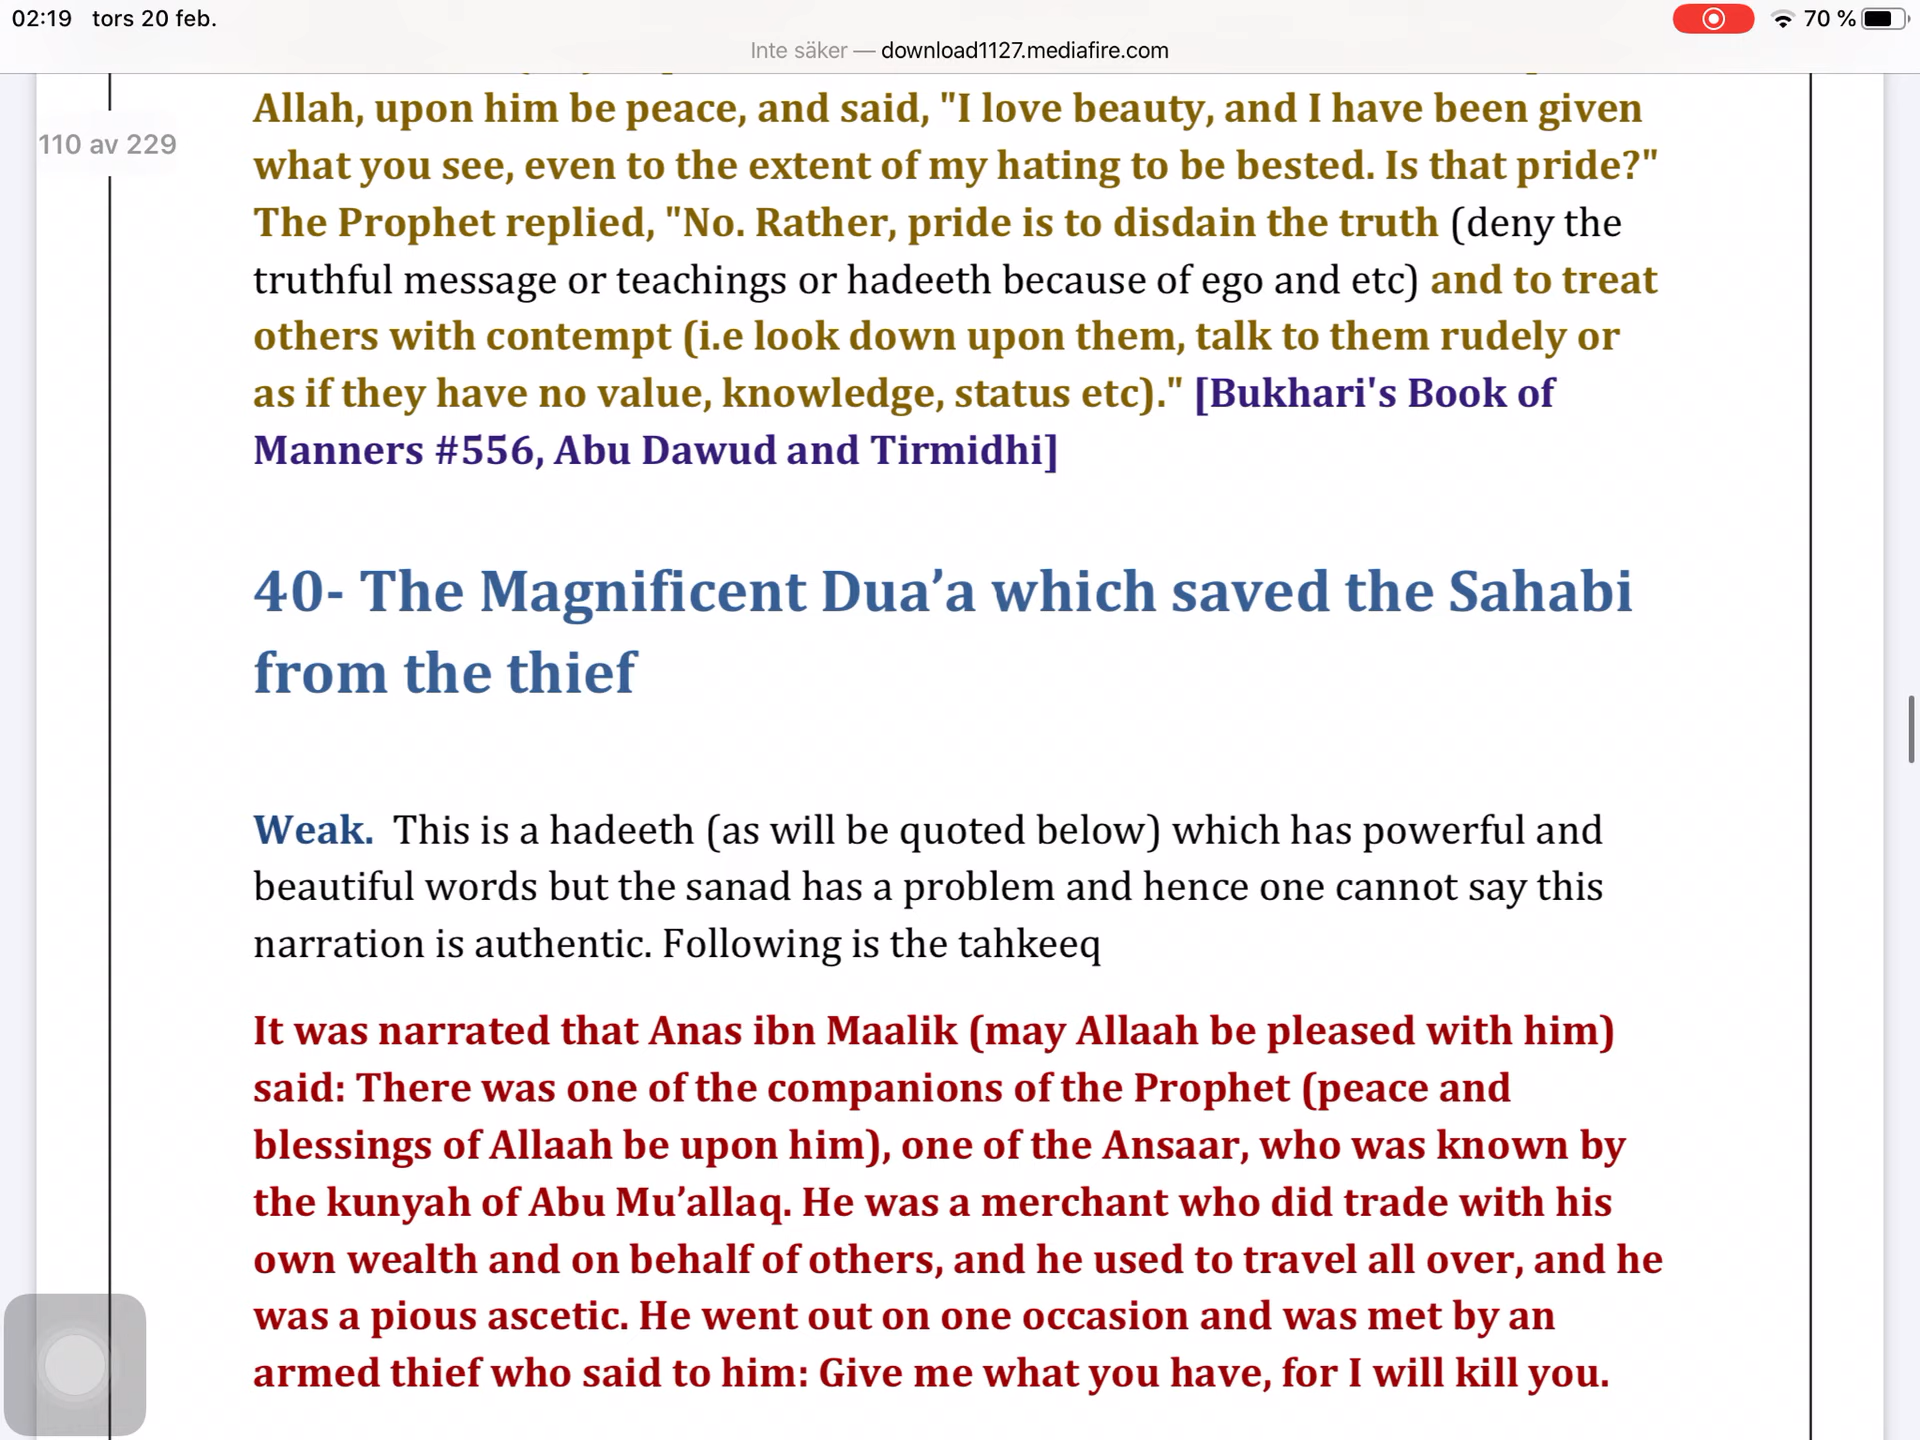 02:19 tors 20 feb.
70 %
Inte säker — download1127.mediafire.com
110 av 229
Allah, upon him be peace, and said, "I love beauty, and I have been given
what you see, even to the extent of my hating to be bested. Is that pride?"
The Prophet replied, "No. Rather, pride is to disdain the truth (deny the
truthful message or teachings or hadeeth because of ego and etc) and to treat
others with contempt (i.e look down upon them, talk to them rudely or
as if they have no value, knowledge, status etc)." [Bukhari's Book of
Manners #556, Abu Dawud and Tirmidhi]
40- The Magnificent Dua’a which saved the Sahabi
from the thief
Weak. This is a hadeeth (as will be quoted below) which has powerful and
beautiful words but the sanad has a problem and hence one cannot say this
narration is authentic. Following is the tahkeeq
It was narrated that Anas ibn Maalik (may Allaah be pleased with him)
said: There was one of the companions of the Prophet (peace and
blessings of Allaah be upon him), one of the Ansaar, who was known by
the kunyah of Abu Mu’allaq. He was a merchant who did trade with his
own wealth and on behalf of others, and he used to travel all over, and he
was a pious ascetic. He went out on one occasion and was met by an
armed thief who said to him: Give me what you have, for I will kill you.